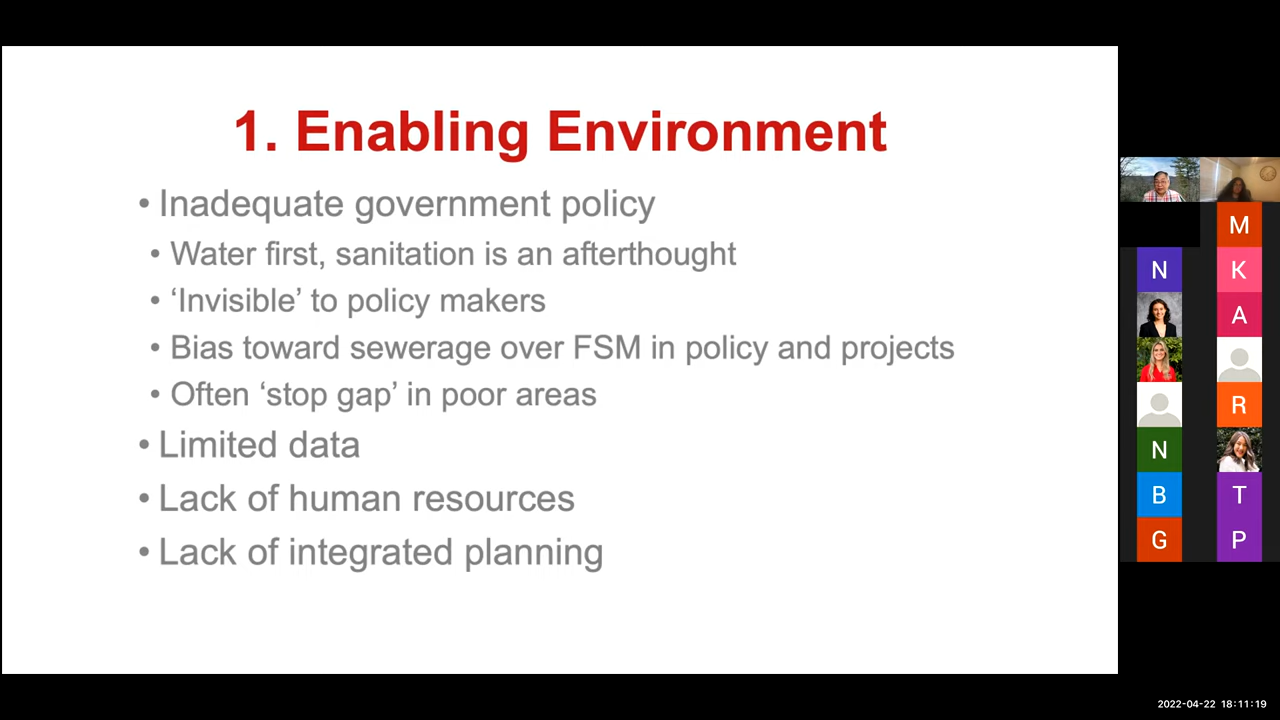 1. Enabling Environment
• Inadequate government policy
• Water first, sanitation is an afterthought
• ‘Invisible’ to policy makers
• Bias toward sewerage over FSM in policy and projects
• Often ‘stop gap’ in poor areas
• Limited data
• Lack of human resources
• Lack of integrated planning
M
N
K
A
R
N
B
T
G
P
2022-04-22 18:11:19